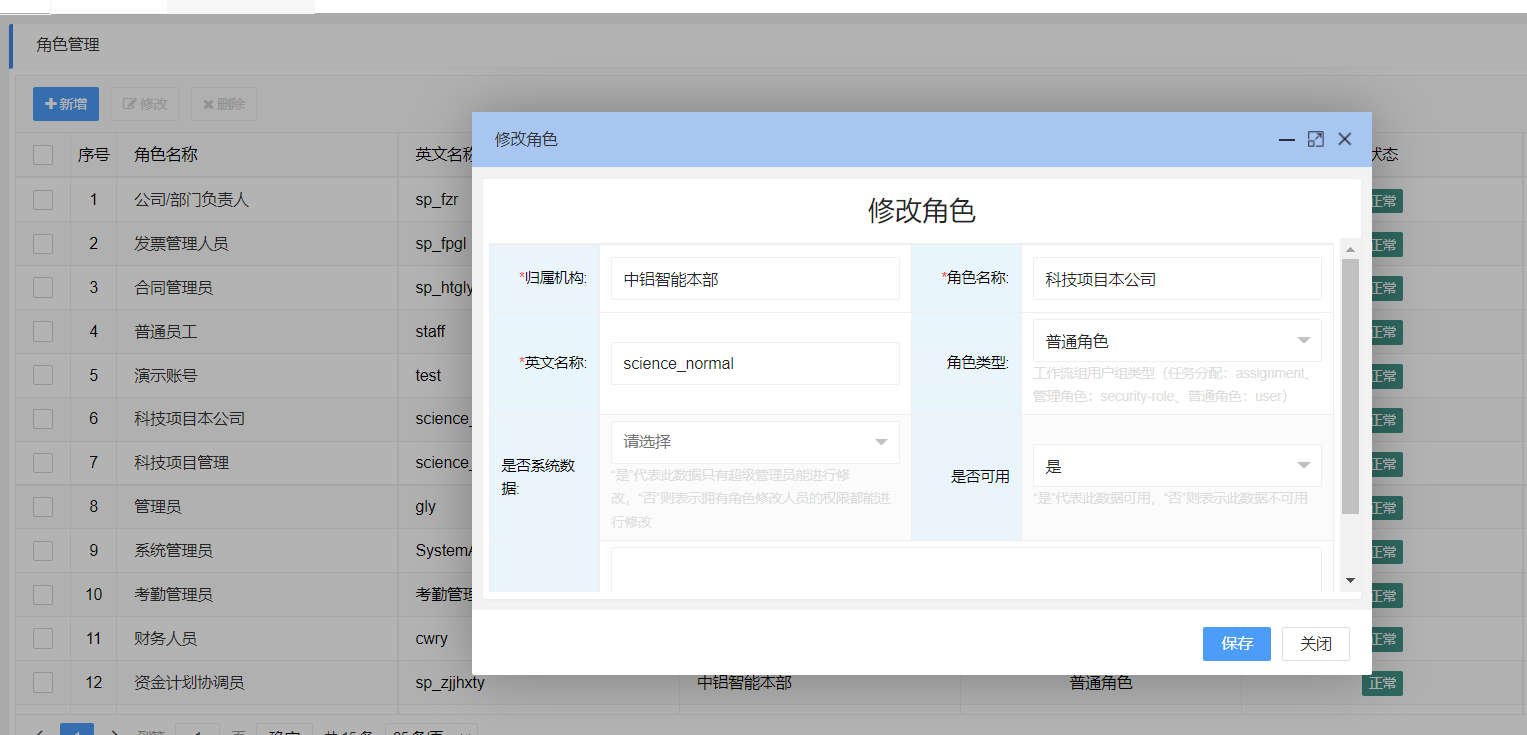 角色管理
新增 修改 删除
序号 角色名称 英文名称 状态
1 公司/部门负责人 sp_fzr 正常
2 发票管理人员 sp_fpgl 正常
3 合同管理员 sp_htgly 正常
4 普通员工 staff 正常
5 演示账号 test 正常
6 科技项目本公司 science_ 正常
7 科技项目管理 science_ 正常
8 管理员 gly 正常
9 系统管理员 SystemA 正常
10 考勤管理员 考勤管理 正常
11 财务人员 cwry 正常
12 资金计划协调员 sp_zjjhxty 中铝智能本部 普通角色 正常
1 到第 1 页 确定 共 15 条
修改角色
修改角色
*归属机构: 中铝智能本部 *角色名称: 科技项目本公司
*英文名称: science_normal 角色类型: 普通角色
工作流组用户组类型（任务分配：assignment、
管理角色：security-role、普通角色：user）
是否系统数
据:
请选择
“是”代表此数据只有超级管理员能进行修
改，“否”则表示拥有角色修改人员的权限都能进
行修改
是否可用 是
“是”代表此数据可用，“否”则表示此数据不可用
保存 关闭